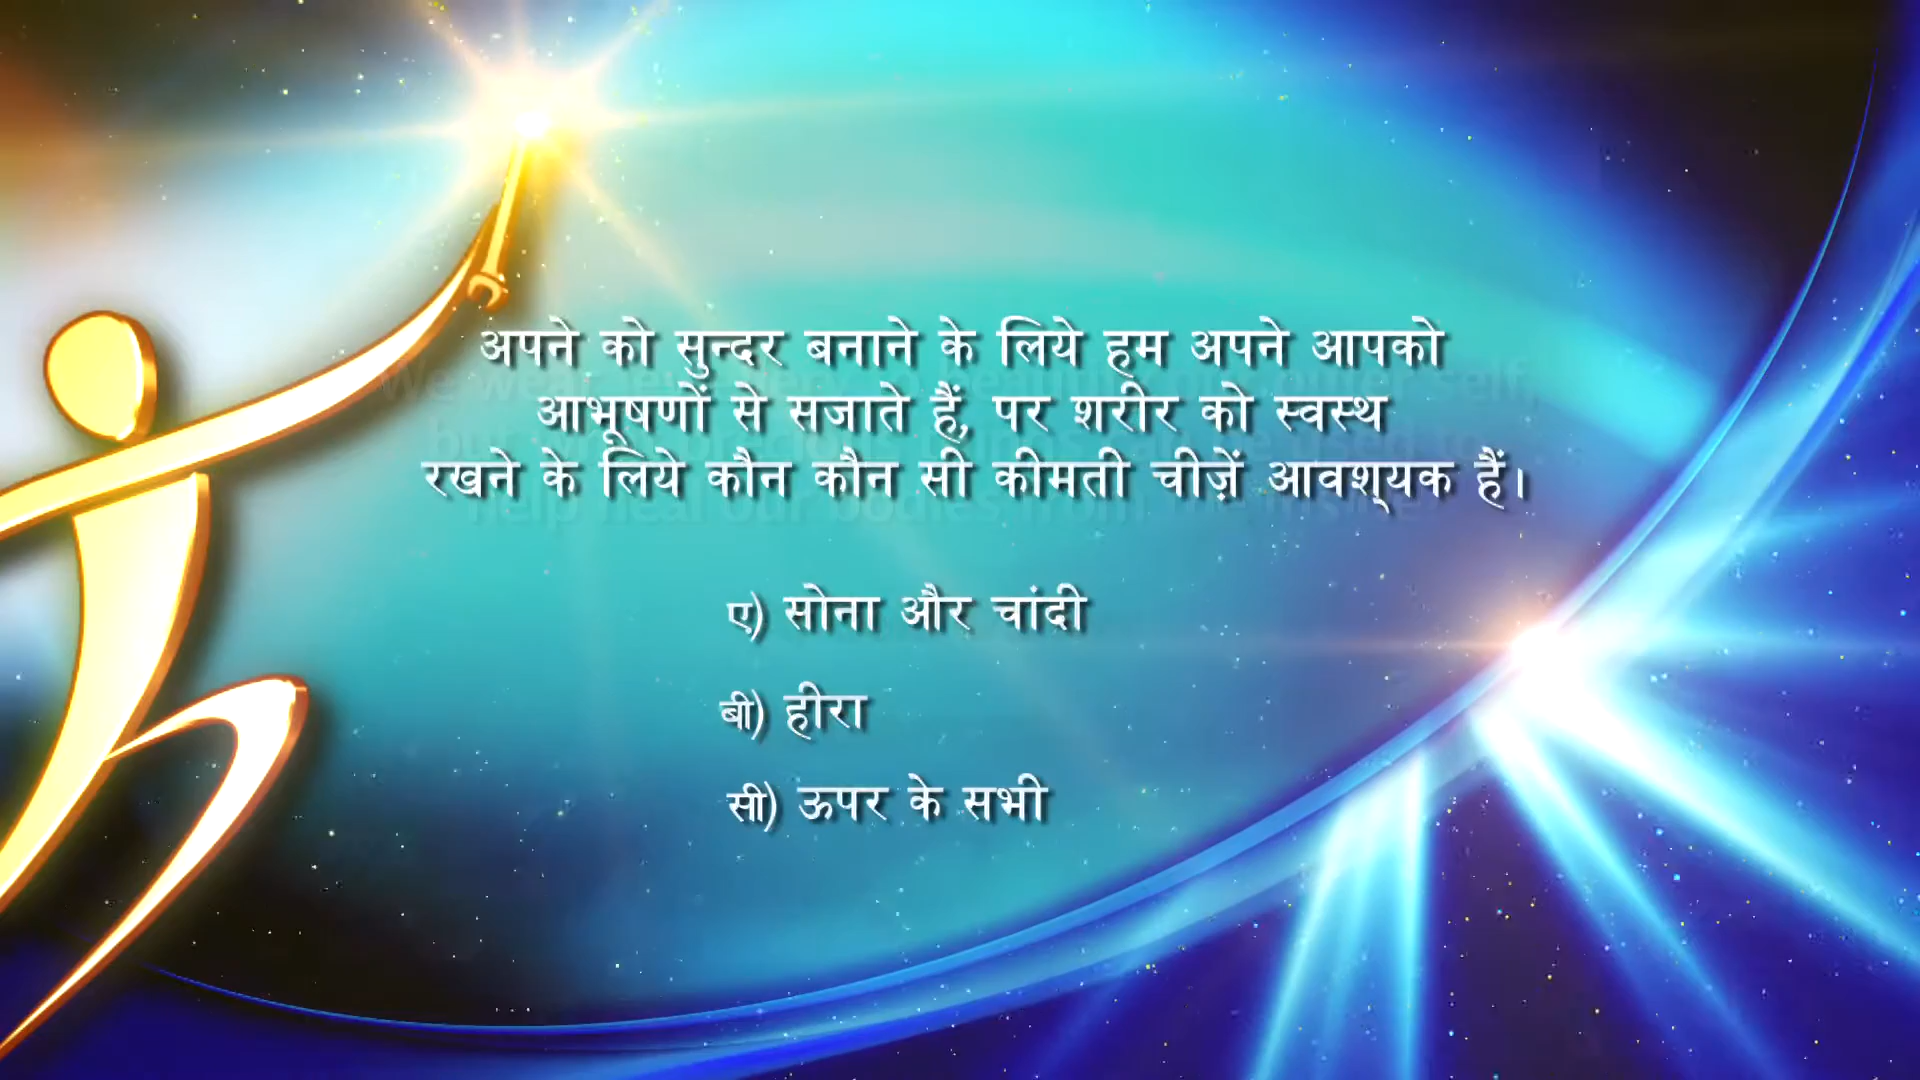 अपने को सुन्दर बनाने के लिये हम अपने आपको
आभूषणों से सजाते हैं, पर शरीर को स्वस्थ
रखने के लिये कौन कौन सी कीमती चीज़ें आवश्यक हैं।
ए) सोना और चांदी
बी) हीरा
सी) ऊपर के सभी